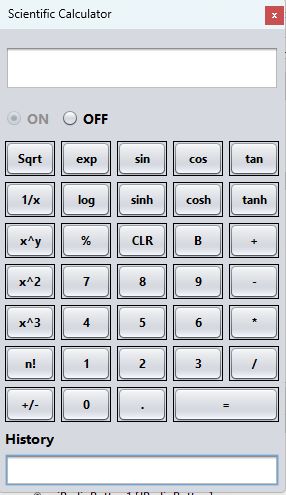 Scientific Calculator x
ON OFF
Sqrt exp sin cos tan
1/x log sinh cosh tanh
x^y % CLR B +
x^2 7 8 9 -
x^3 4 5 6 *
n! 1 2 3 /
+/- 0 . =
History